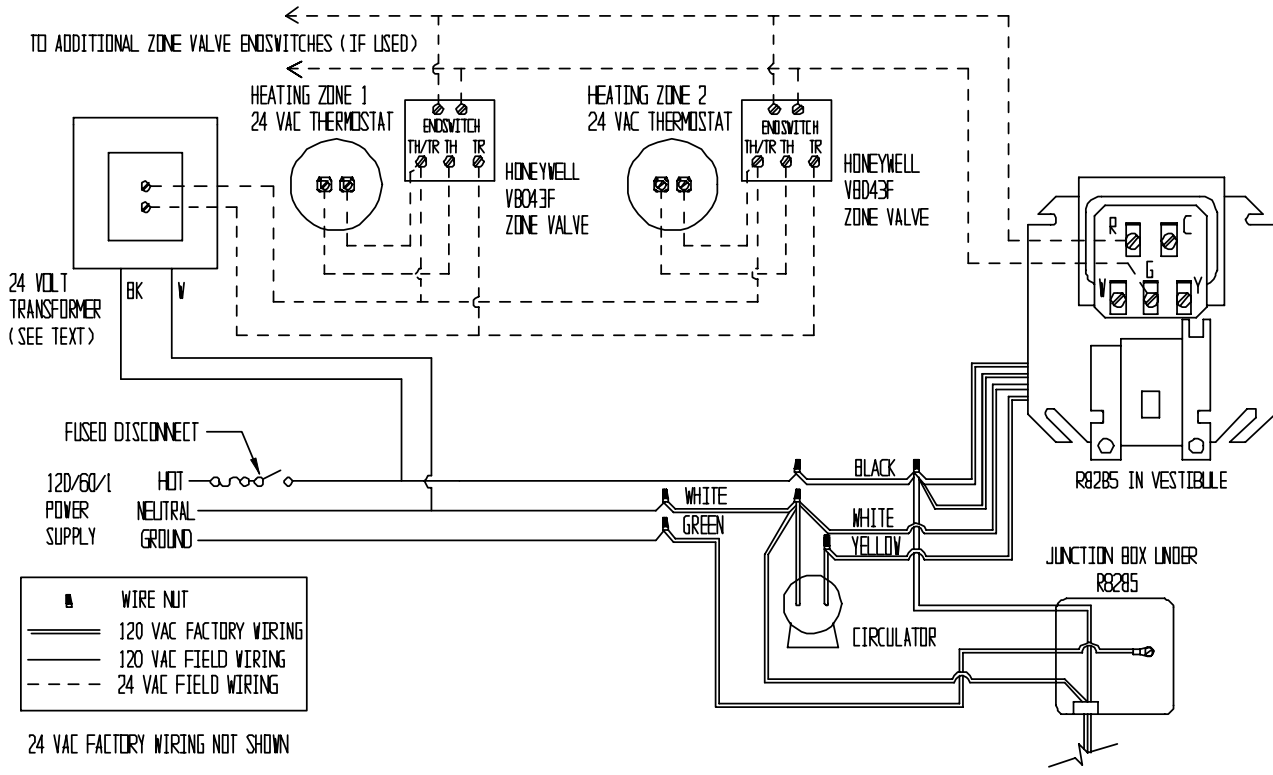 TO ADDITIONAL ZONE VALVE ENDSWITCHES (IF USED)
HEATING ZONE 1
24 VAC THERMOSTAT
ENDSWITCH
TH/TR TH TR
HONEYWELL
V8043F
ZONE VALVE
HEATING ZONE 2
24 VAC THERMOSTAT
ENDSWITCH
TH/TR TH TR
HONEYWELL
V8043F
ZONE VALVE
R
C
G
W
Y
24 VOLT
TRANSFORMER
(SEE TEXT)
BK
W
FUSED DISCONNECT
120/60/1
POWER
SUPPLY
HOT
NEUTRAL
GROUND
BLACK
WHITE
GREEN
WHITE
YELLOW
R8285 IN VESTIBULE
JUNCTION BOX UNDER
R8285
CIRCULATOR
WIRE NUT
120 VAC FACTORY WIRING
120 VAC FIELD WIRING
24 VAC FIELD WIRING
24 VAC FACTORY WIRING NOT SHOWN